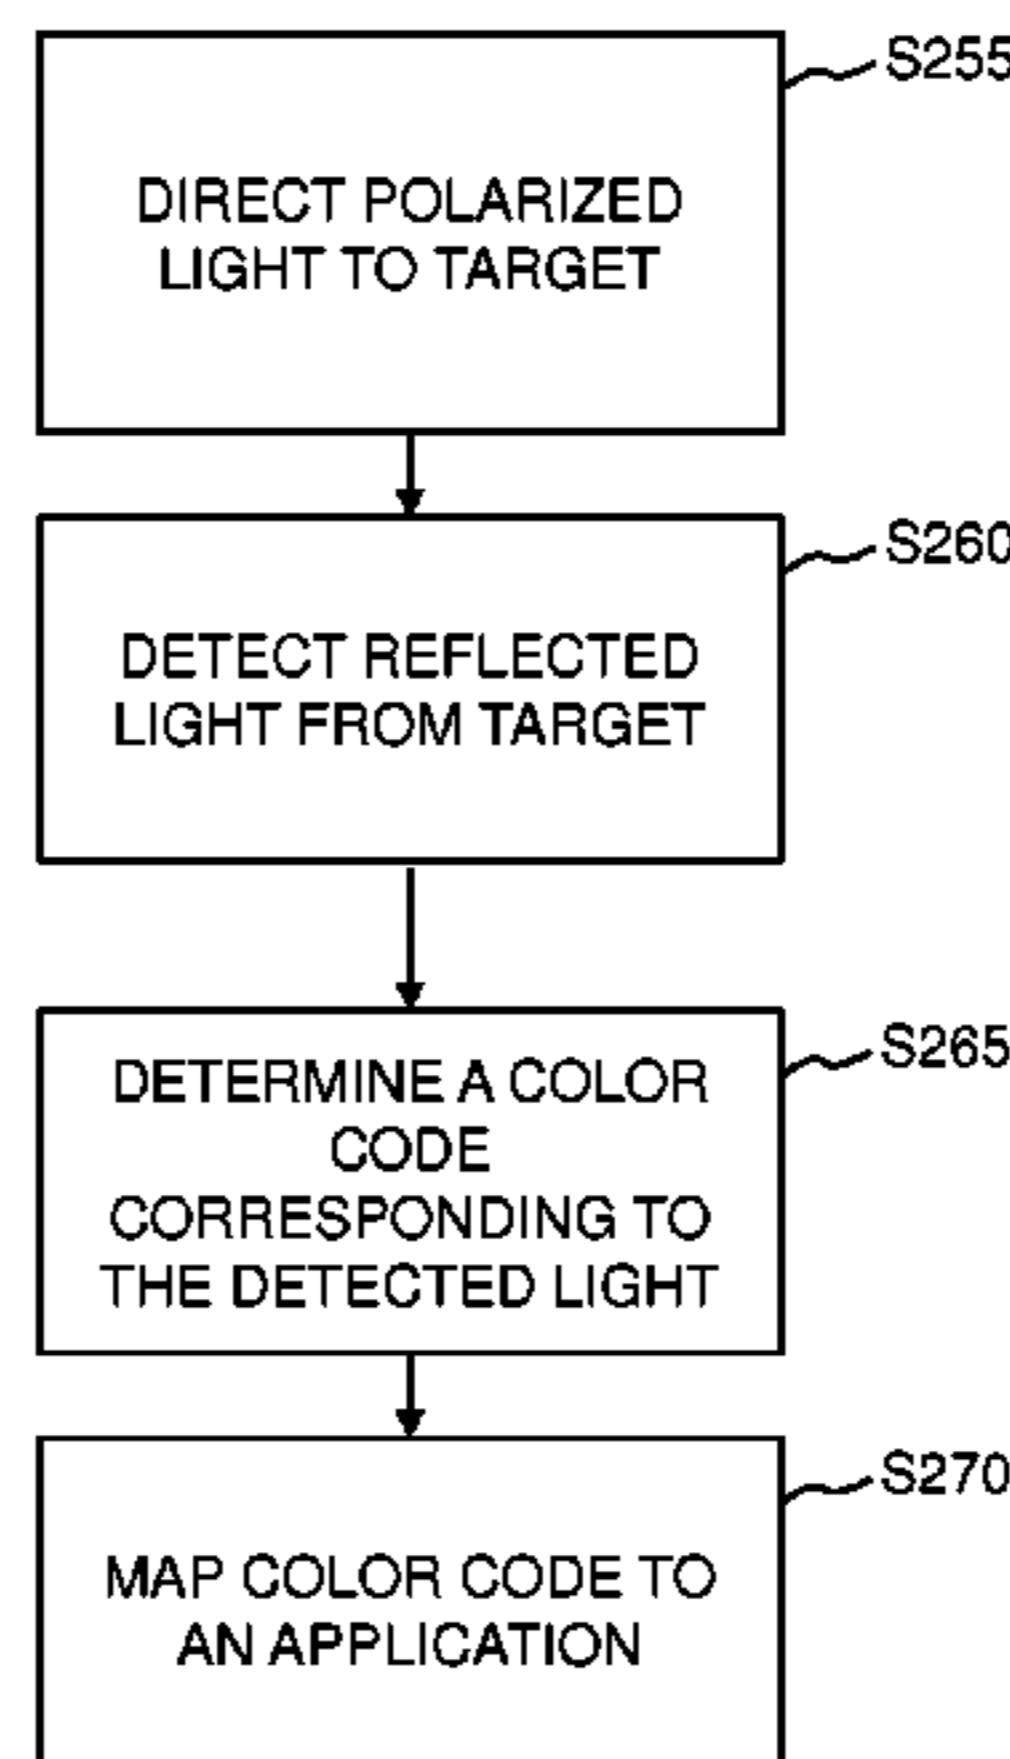 S255
DIRECT POLARIZED
LIGHT TO TARGET
S260
DETECT REFLECTED
LIGHT FROM TARGET
S265
DETERMINE A COLOR
CODE
CORRESPONDING TO
THE DETECTED LIGHT
S270
MAP COLOR CODE TO
AN APPLICATION